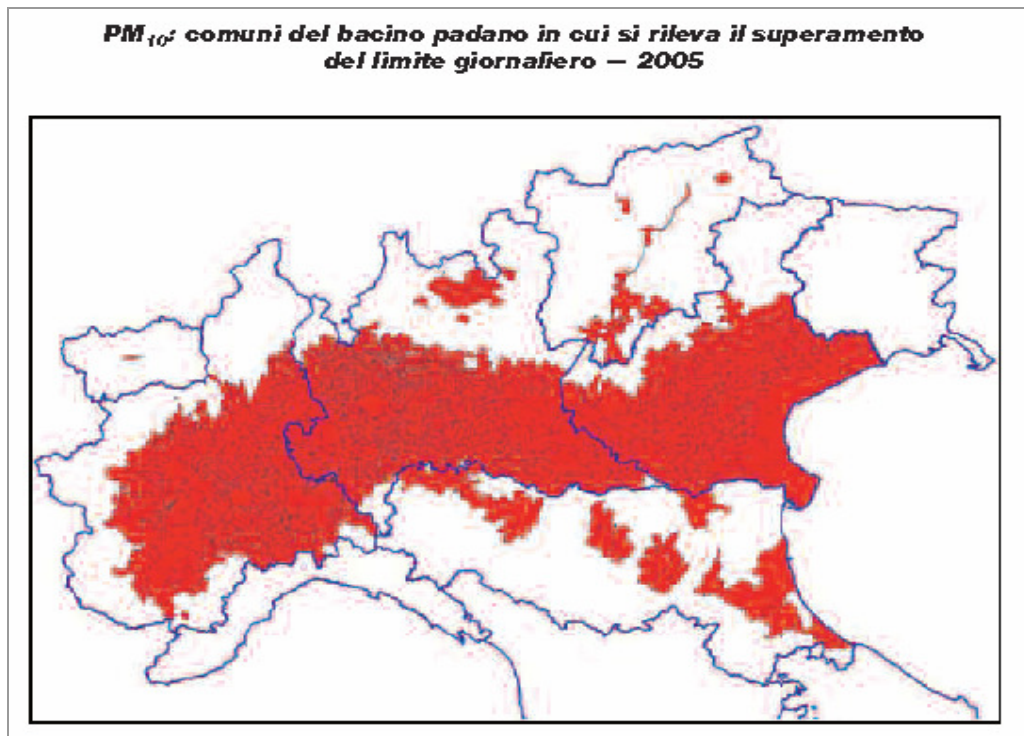 PM₁₀: comuni del bacino padano in cui si rileva il superamento
del limite giornaliero — 2005